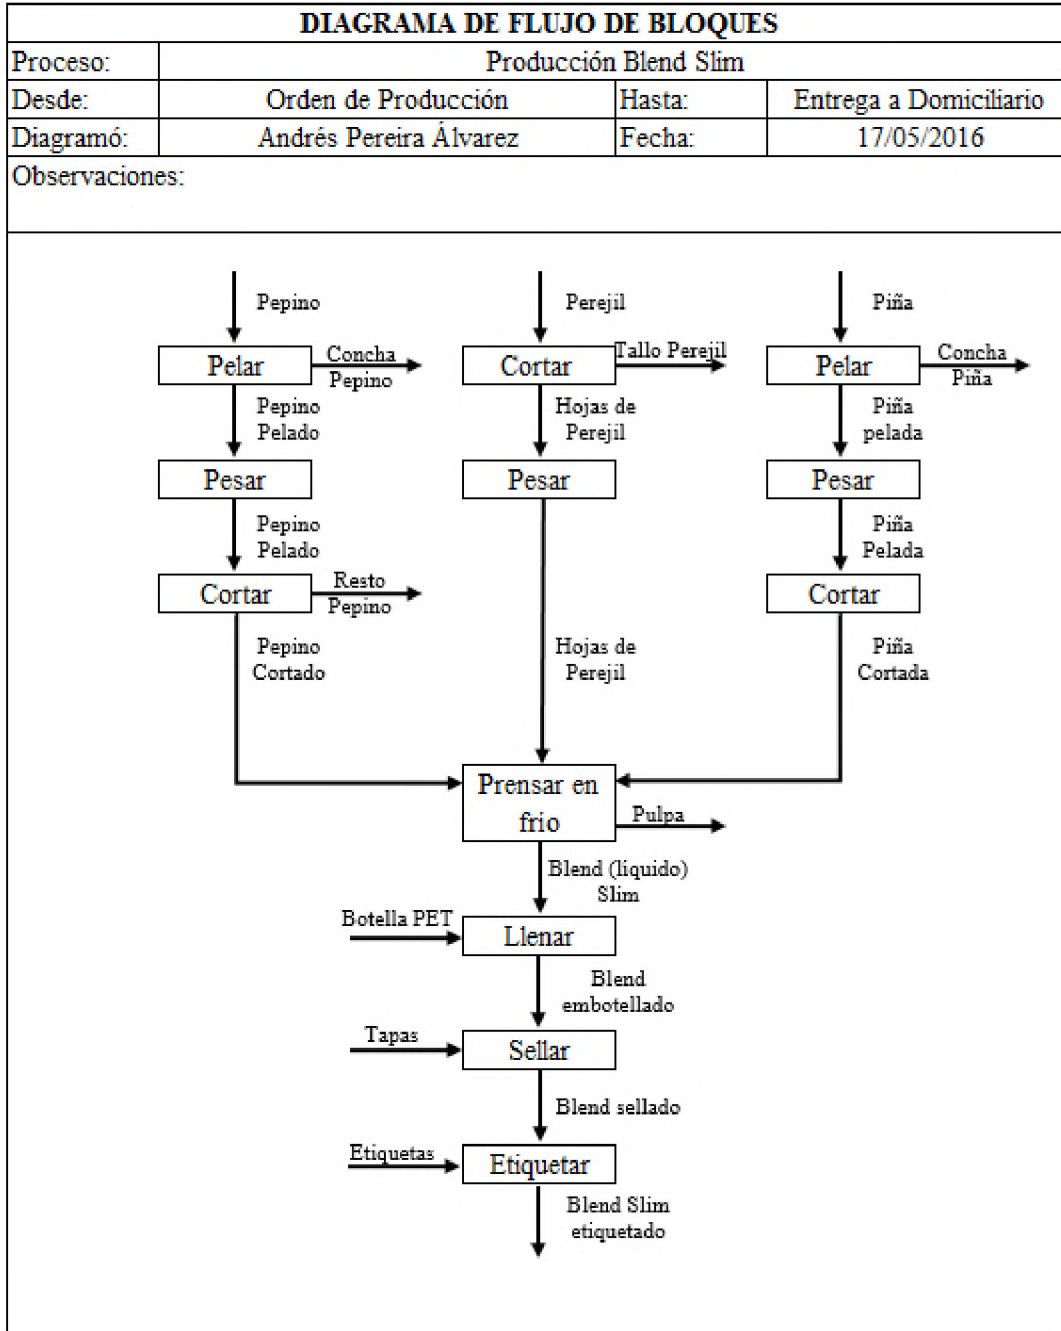 DIAGRAMA DE FLUJO DE BLOQUES
Proceso: Producción Blend Slim
Desde: Orden de Producción Hasta: Entrega a Domiciliario
Diagramó: Andrés Pereira Álvarez Fecha: 17/05/2016
Observaciones:
Pepino Perejil Piña
Pelar Concha Pepino Cortar Tallo Perejil Pelar Concha Piña
Pepino Hojas de Piña
Pelado Perejil pelada
Pesar Pesar Pesar
Pepino Piña
Pelado Pelada
Cortar Resto Pepino Cortar
Pepino Hojas de Piña
Cortado Perejil Cortada
Prensar en
frio
Pulpa
Blend (liquido)
Slim
Botella PET
Llenar
Blend
embotellado
Tapas
Sellar
Blend sellado
Etiquetas
Etiquetar
Blend Slim
etiquetado